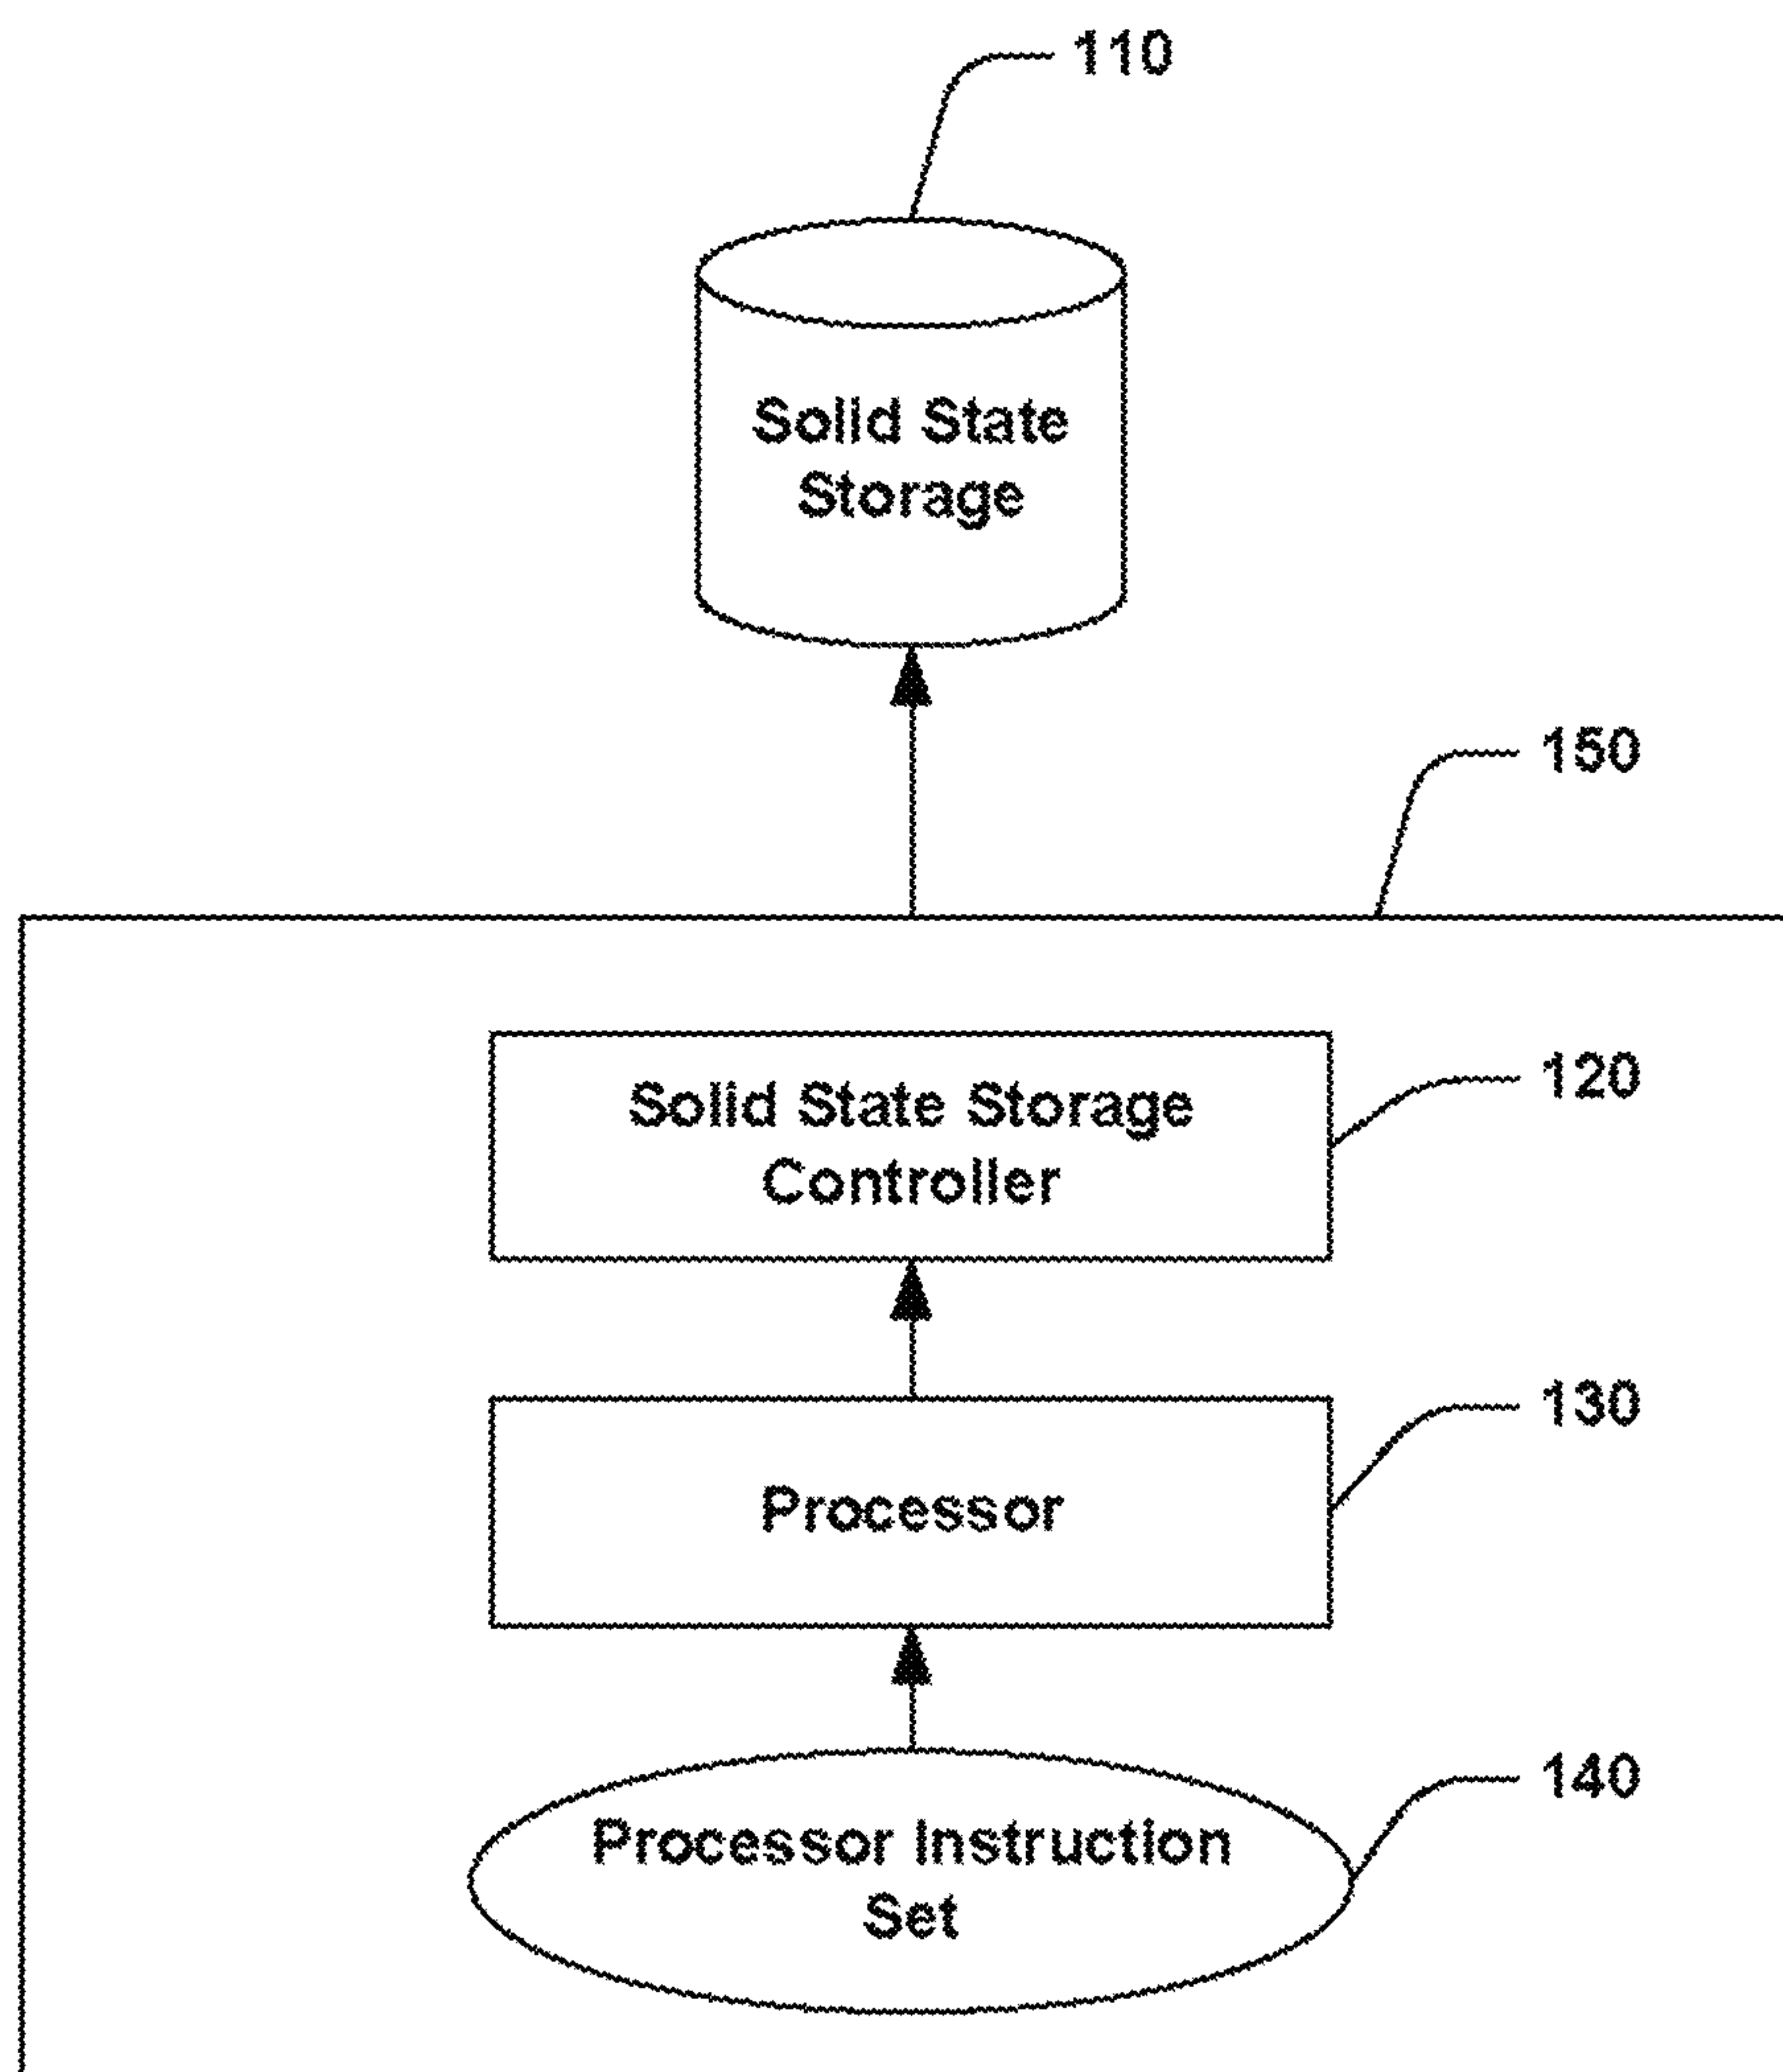 110
Solid State
Storage
150
Solid State Storage
Controller
120
Processor
130
Processor Instruction
Set
140